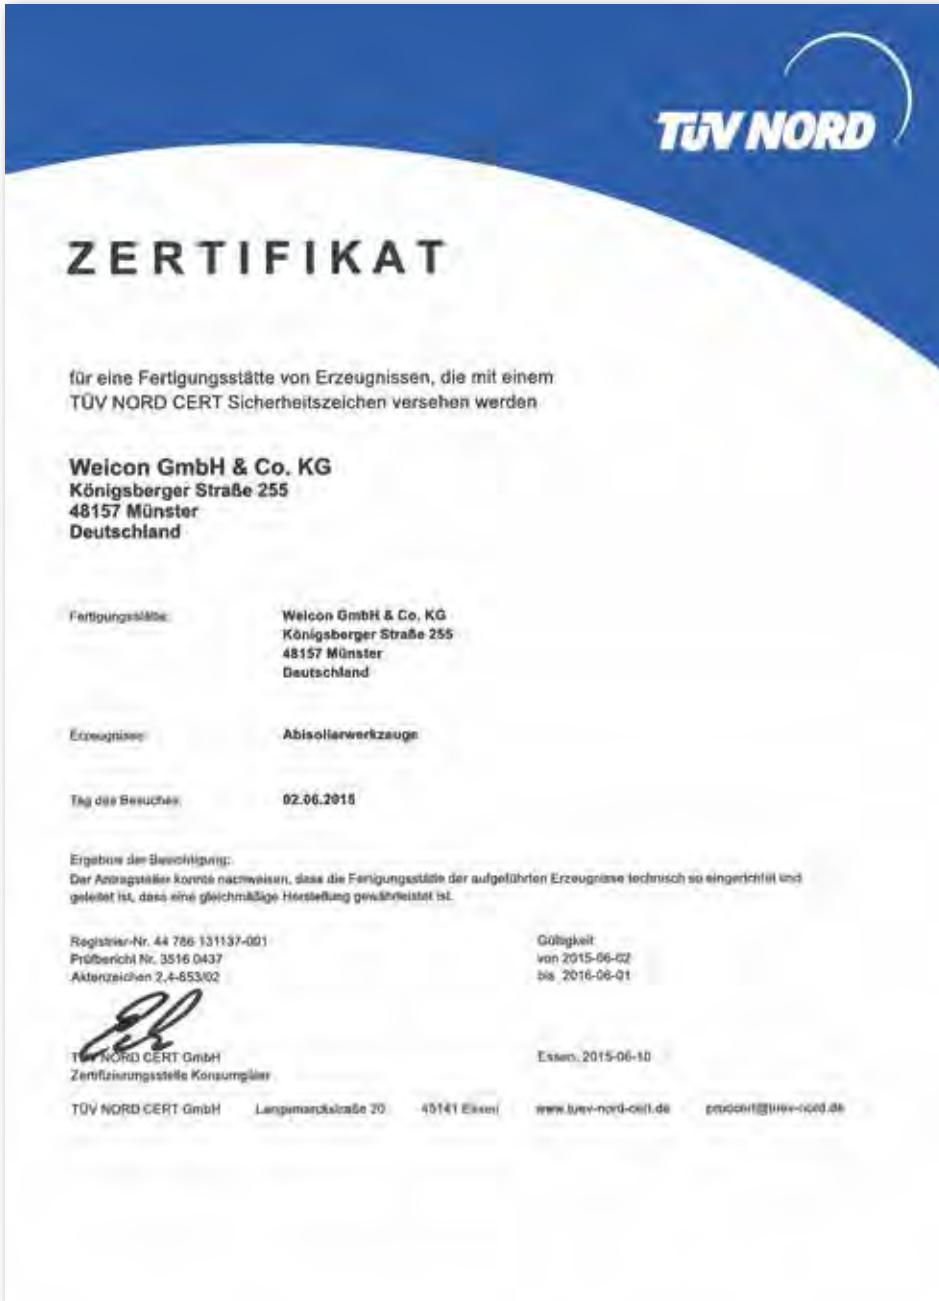 TÜV NORD
ZERTIFIKAT
für eine Fertigungsstätte von Erzeugnissen, die mit einem
TÜV NORD CERT Sicherheitszeichen versehen werden
Weicon GmbH & Co. KG
Königsberger Straße 255
48157 Münster
Deutschland
Fertigungsstätte:
Weicon GmbH & Co. KG
Königsberger Straße 255
48157 Münster
Deutschland
Erzeugnisse:
Abisolierwerkzeuge
Tag des Besuches:
02.06.2015
Ergebnis der Besichtigung:
Der Antragsteller konnte nachweisen, dass die Fertigungsstätte der aufgeführten Erzeugnisse technisch so eingerichtet und
geleitet ist, dass eine gleichmäßige Herstellung gewährleistet ist.
Registrier-Nr. 44 786 131137-001
Prüfbericht Nr. 3516 0437
Aktenzeichen 2.4-853/02
Gültigkeit
von 2015-06-02
bis 2016-06-01
TÜV NORD CERT GmbH
Zertifizierungsstelle Konsumgüter
Essen, 2015-06-10
TÜV NORD CERT GmbH Langemarckstraße 20 45141 Essen www.tuev-nord-cert.de prodcert@tuev-nord.de